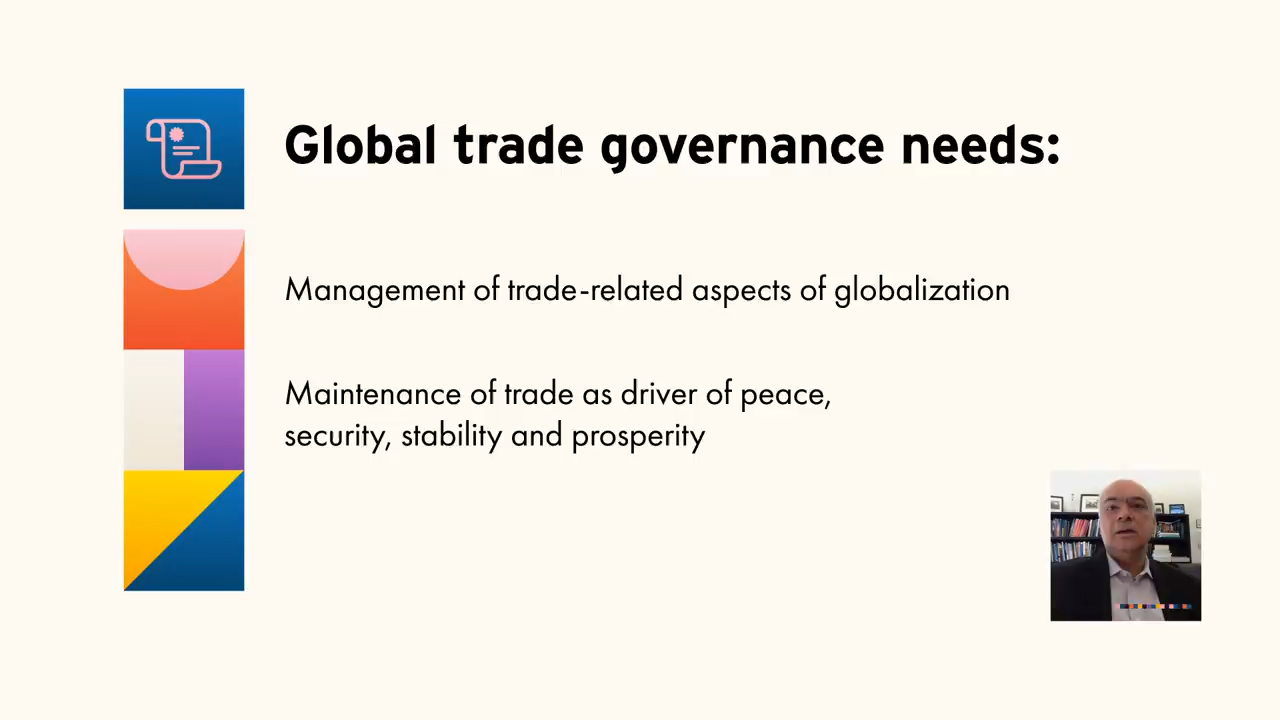 Global trade governance needs:
Management of trade-related aspects of globalization
Maintenance of trade as driver of peace,
security, stability and prosperity